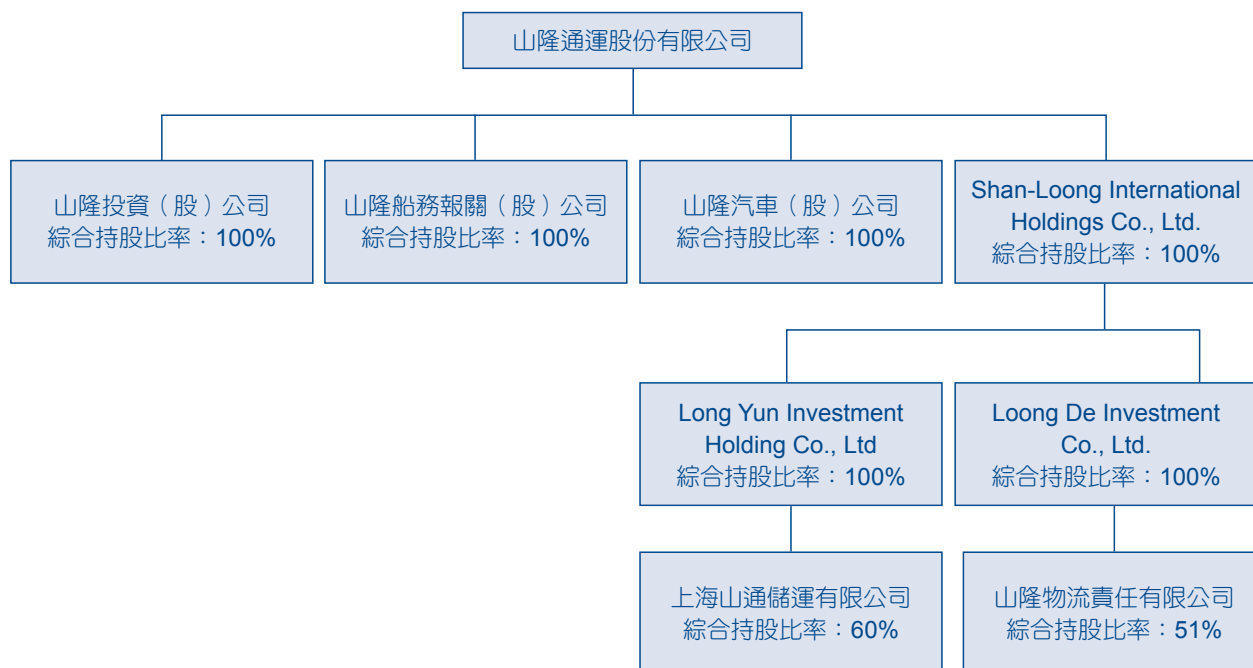 山隆通運股份有限公司
山隆投資（股）公司
綜合持股比率：100%
山隆船務報關（股）公司
綜合持股比率：100%
山隆汽車（股）公司
綜合持股比率：100%
Shan-Loong International
Holdings Co., Ltd.
綜合持股比率：100%
Long Yun Investment
Holding Co., Ltd
綜合持股比率：100%
Loong De Investment
Co., Ltd.
綜合持股比率：100%
上海山通儲運有限公司
綜合持股比率：60%
山隆物流責任有限公司
綜合持股比率：51%